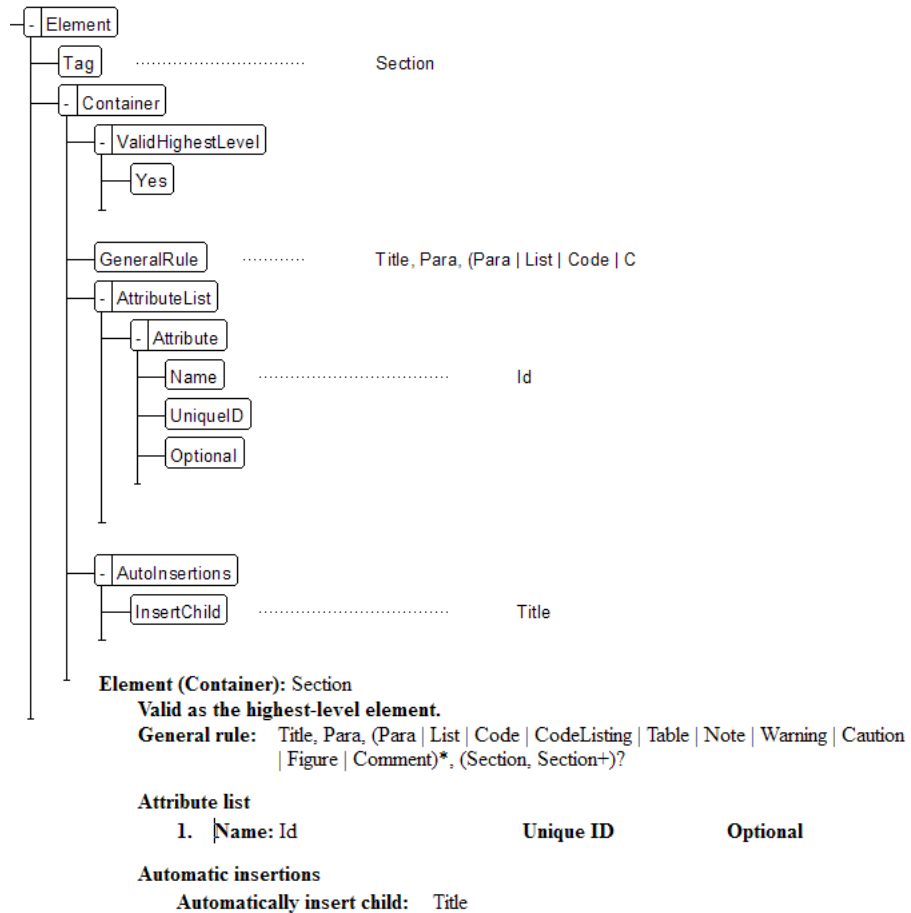 - Element
Tag Section
- Container
- ValidHighestLevel
Yes
GeneralRule Title, Para, (Para | List | Code | C
- AttributeList
- Attribute
Name Id
UniqueID
Optional
- AutoInsertions
InsertChild Title
Element (Container): Section
Valid as the highest-level element.
General rule: Title, Para, (Para | List | Code | CodeListing | Table | Note | Warning | Caution
| Figure | Comment)*, (Section, Section+)?
Attribute list
1. Name: Id Unique ID Optional
Automatic insertions
Automatically insert child: Title